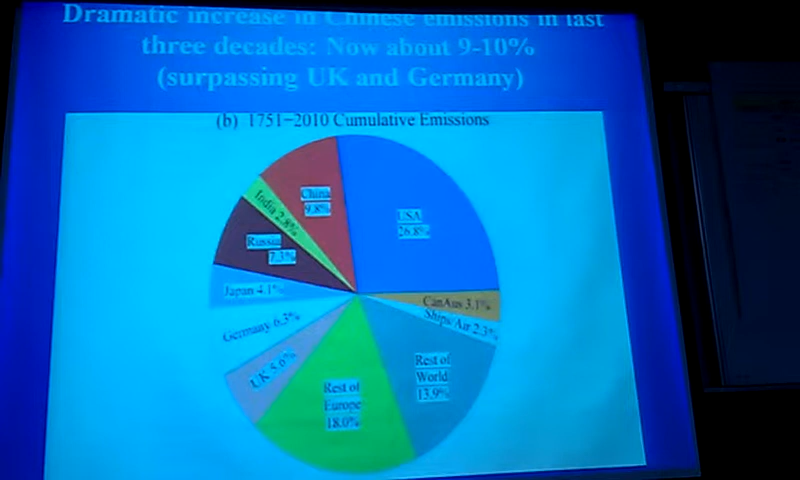 Dramatic increase in Chinese emissions in last
three decades: Now about 9-10%
(surpassing UK and Germany)
(b) 1751−2010 Cumulative Emissions
China
9.8%
USA
26.8%
India 2.8%
Russia
7.3%
Japan 4.1%
CanAus 3.1%
Ships/Air 2.3%
Germany 6.3%
UK 5.6%
Rest of
World
13.9%
Rest of
Europe
18.0%